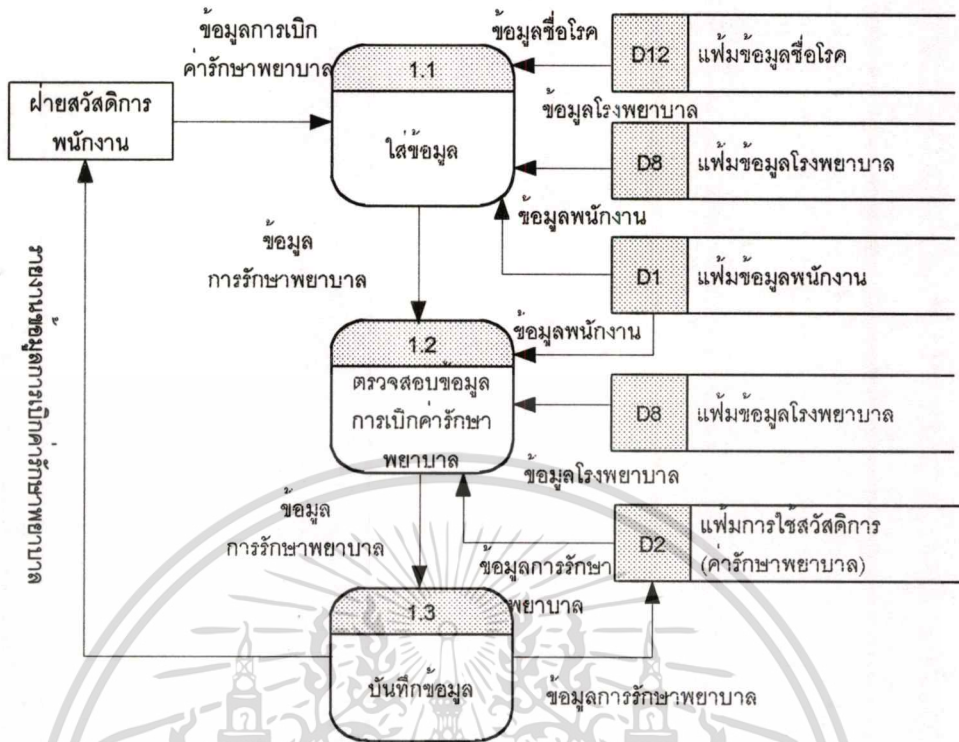 ข้อมูลการเบิก
ค่ารักษาพยาบาล
ฝ่ายสวัสดิการ
พนักงาน
1.1
ใส่ข้อมูล
ข้อมูลชื่อโรค
D12
แฟ้มข้อมูลชื่อโรค
ข้อมูลโรงพยาบาล
D8
แฟ้มข้อมูลโรงพยาบาล
ข้อมูลพนักงาน
D1
แฟ้มข้อมูลพนักงาน
ข้อมูล
การรักษาพยาบาล
ข้อมูลพนักงาน
1.2
ตรวจสอบข้อมูล
การเบิกค่ารักษา
พยาบาล
D8
แฟ้มข้อมูลโรงพยาบาล
ข้อมูลโรงพยาบาล
รายงานข้อมูลการเบิกค่ารักษาพยาบาล
ข้อมูล
การรักษาพยาบาล
D2
แฟ้มการใช้สวัสดิการ
(ค่ารักษาพยาบาล)
ข้อมูลการรักษา
พยาบาล
1.3
บันทึกข้อมูล
ข้อมูลการรักษาพยาบาล